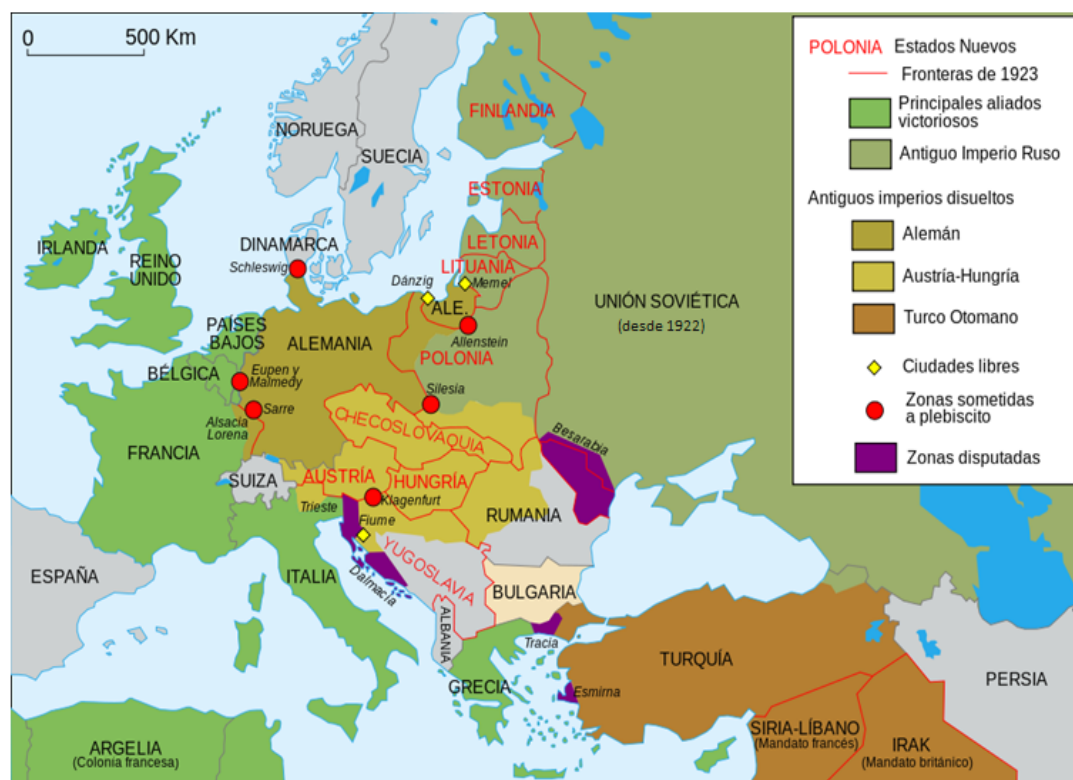 0 500 Km
POLONIA Estados Nuevos
Fronteras de 1923
Principales aliados
victoriosos
Antiguo Imperio Ruso
Antiguos imperios disueltos
Alemán
Austría-Hungría
Turco Otomano
Ciudades libres
Zonas sometidas
a plebiscito
Zonas disputadas
FINLANDIA
NORUEGA
SUECIA
ESTONIA
LETONIA
LITUANIA
Memel
IRLANDA
REINO
UNIDO
DINAMARCA
Schleswig
Dánzig
ALE.
Allenstein
UNIÓN SOVIÉTICA
(desde 1922)
PAÍSES
BAJOS
ALEMANIA
POLONIA
BÉLGICA
Eupen y
Malmedy
Silesia
Sarre
Alsacia
Lorena
CHECOSLOVAQUIA
Besarabia
FRANCIA
SUIZA
AUSTRÍA
HUNGRÍA
Klagenfurt
Trieste
Fiume
RUMANIA
YUGOSLAVIA
Dalmacia
ESPAÑA
ITALIA
BULGARIA
ALBANIA
Tracia
GRECIA
Esmirna
TURQUÍA
PERSIA
SIRIA-LÍBANO
(Mandato francés)
IRAK
(Mandato británico)
ARGELIA
(Colonia francesa)